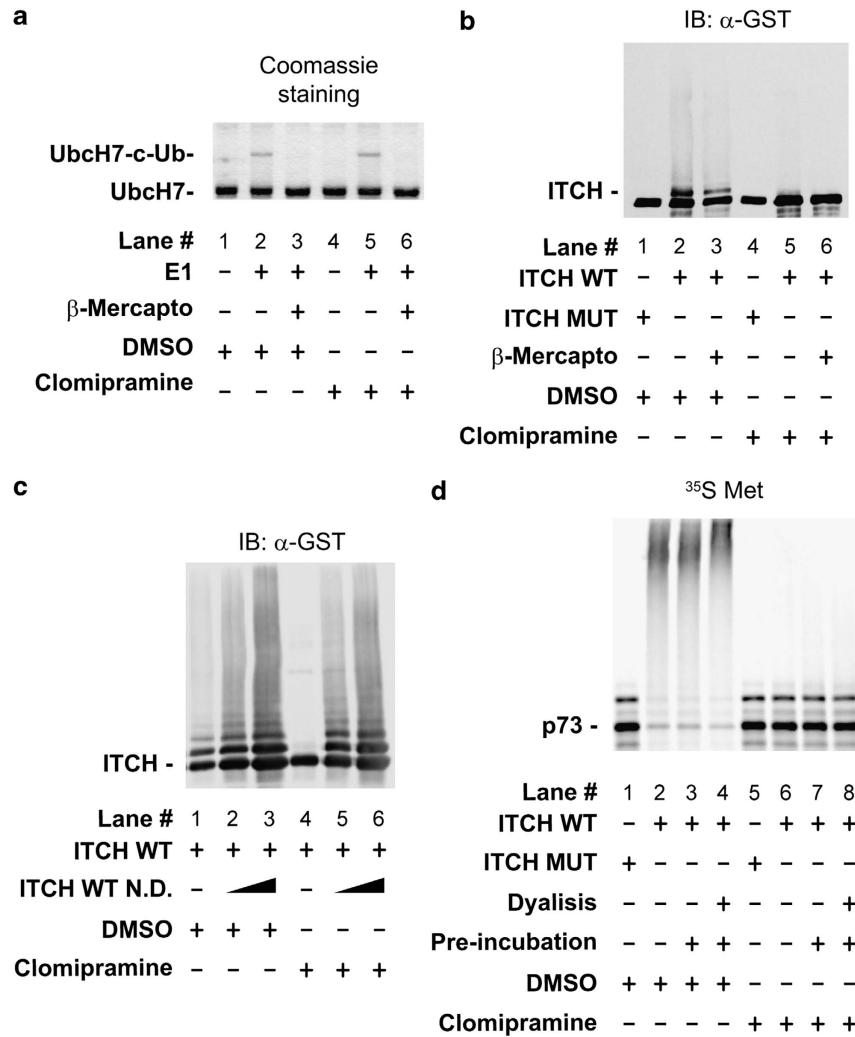 a
Coomassie
staining
UbcH7-c-Ub-
UbcH7-
Lane # 1 2 3 4 5 6
E1 – + + – + +
β-Mercapto – – + – – +
DMSO + + + – – –
Clomipramine – – – + + +
b
IB: α-GST
ITCH -
Lane # 1 2 3 4 5 6
ITCH WT – + + – + +
ITCH MUT + – – + – –
β-Mercapto – – + – – +
DMSO + + + – – –
Clomipramine – – – + + +
c
IB: α-GST
ITCH -
Lane # 1 2 3 4 5 6
ITCH WT + + + + + +
ITCH WT N.D. – –
DMSO + + + – – –
Clomipramine – – – + + +
d
³⁵S Met
p73 -
Lane # 1 2 3 4 5 6 7 8
ITCH WT – + + + – + + +
ITCH MUT + – – – + – – –
Dyalisis – – – + – – – +
Pre-incubation – – + + – – + +
DMSO + + + + – – – –
Clomipramine – – – – + + + +